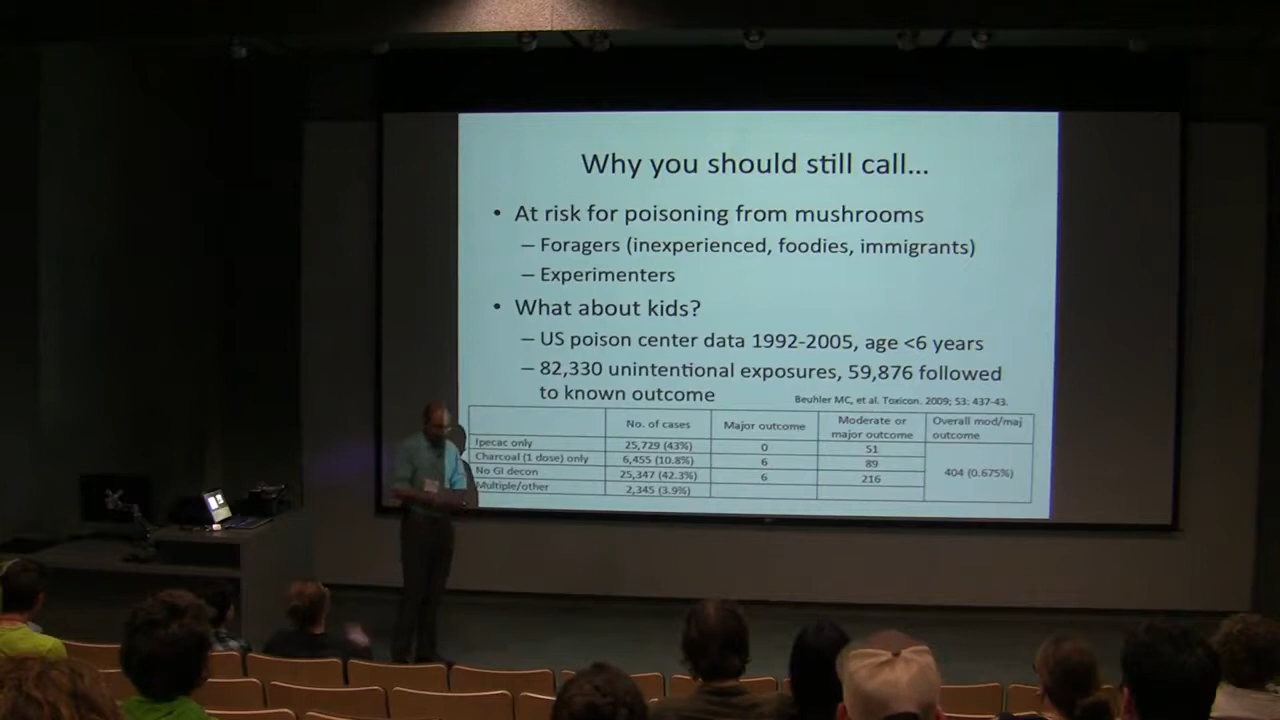 Why you should still call...
• At risk for poisoning from mushrooms
– Foragers (inexperienced, foodies, immigrants)
– Experimenters
• What about kids?
– US poison center data 1992-2005, age <6 years
– 82,330 unintentional exposures, 59,876 followed
to known outcome
Beuhler MC, et al. Toxicon. 2009; 53: 437-43.
No. of cases Major outcome Moderate or major outcome Overall mod/maj outcome
Ipecac only 25,729 (43%) 0 51
Charcoal (1 dose) only 6,455 (10.8%) 6 89
No GI decon 25,347 (42.3%) 6 216
Multiple/other 2,345 (3.9%)
404 (0.675%)